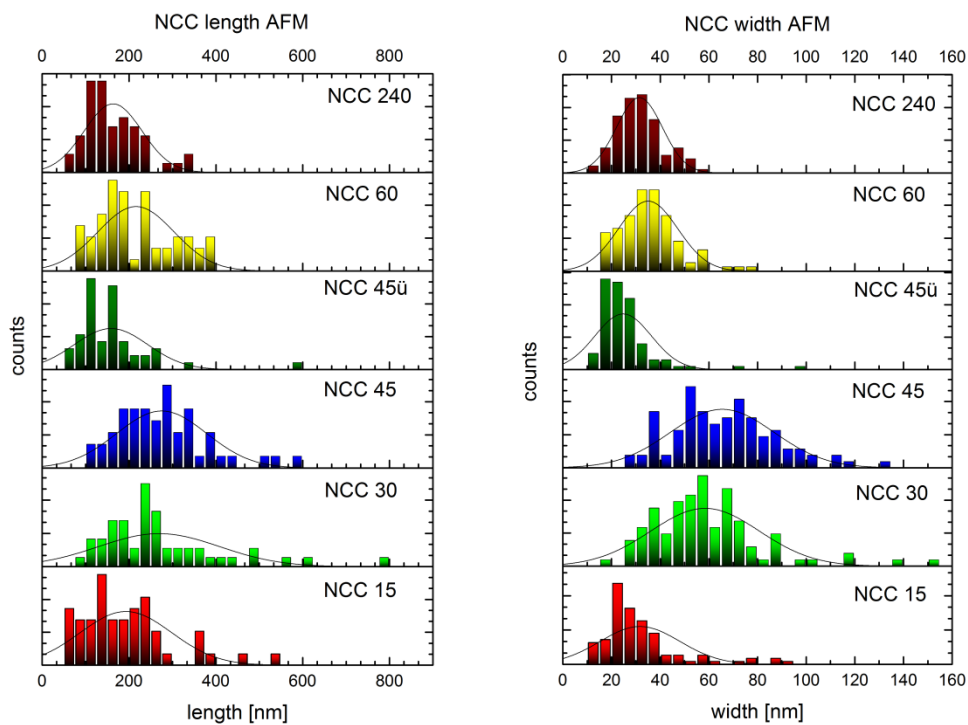 NCC length AFM
0 200 400 600 800
NCC 240
NCC 60
NCC 45ü
NCC 45
NCC 30
NCC 15
counts
0 200 400 600 800
length [nm]
NCC width AFM
0 20 40 60 80 100 120 140 160
NCC 240
NCC 60
NCC 45ü
NCC 45
NCC 30
NCC 15
counts
0 20 40 60 80 100 120 140 160
width [nm]